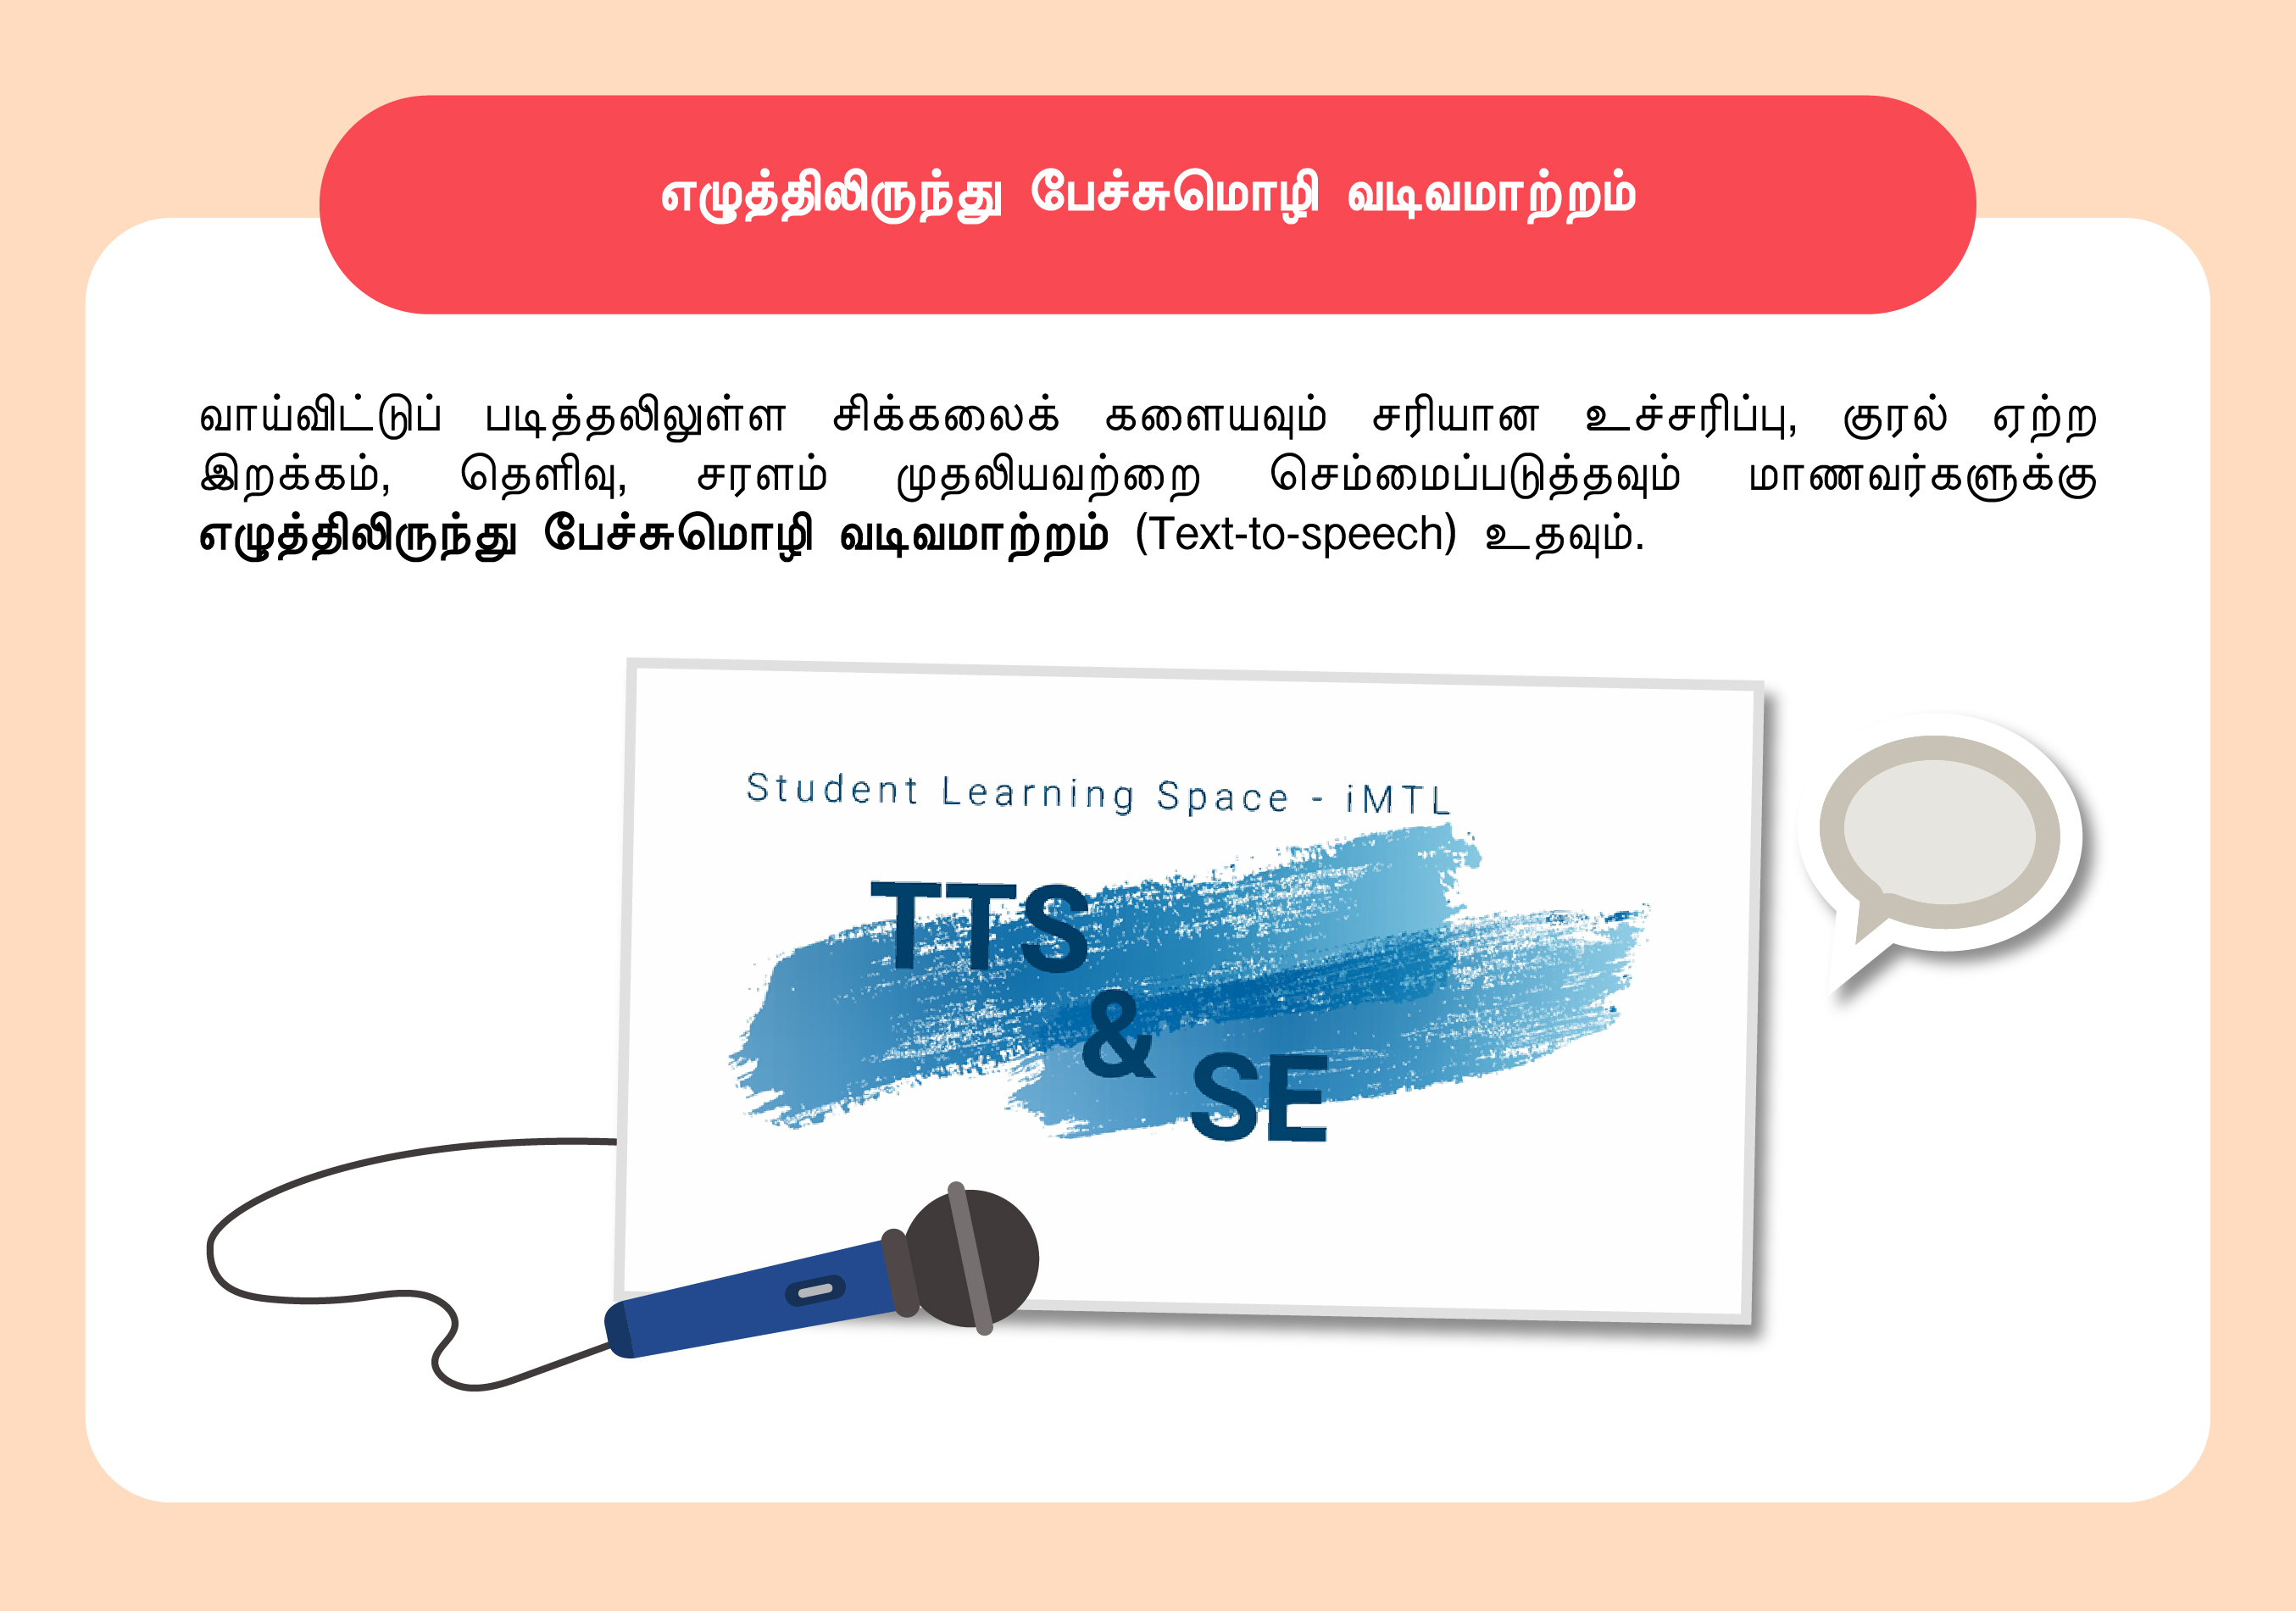 எழுத்திலிருந்து பேச்சுமொழி வடிவமாற்றம்
வாய்விட்டுப் படித்தலிலுள்ள சிக்கலைக் களையவும் சரியான உச்சரிப்பு, குரல் ஏற்ற
இறக்கம், தெளிவு, சரளம் முதலியவற்றை செம்மைப்படுத்தவும் மாணவர்களுக்கு
எழுத்திலிருந்து பேச்சுமொழி வடிவமாற்றம் (Text-to-speech) உதவும்.
Student Learning Space - iMTL
TTS
&
SE